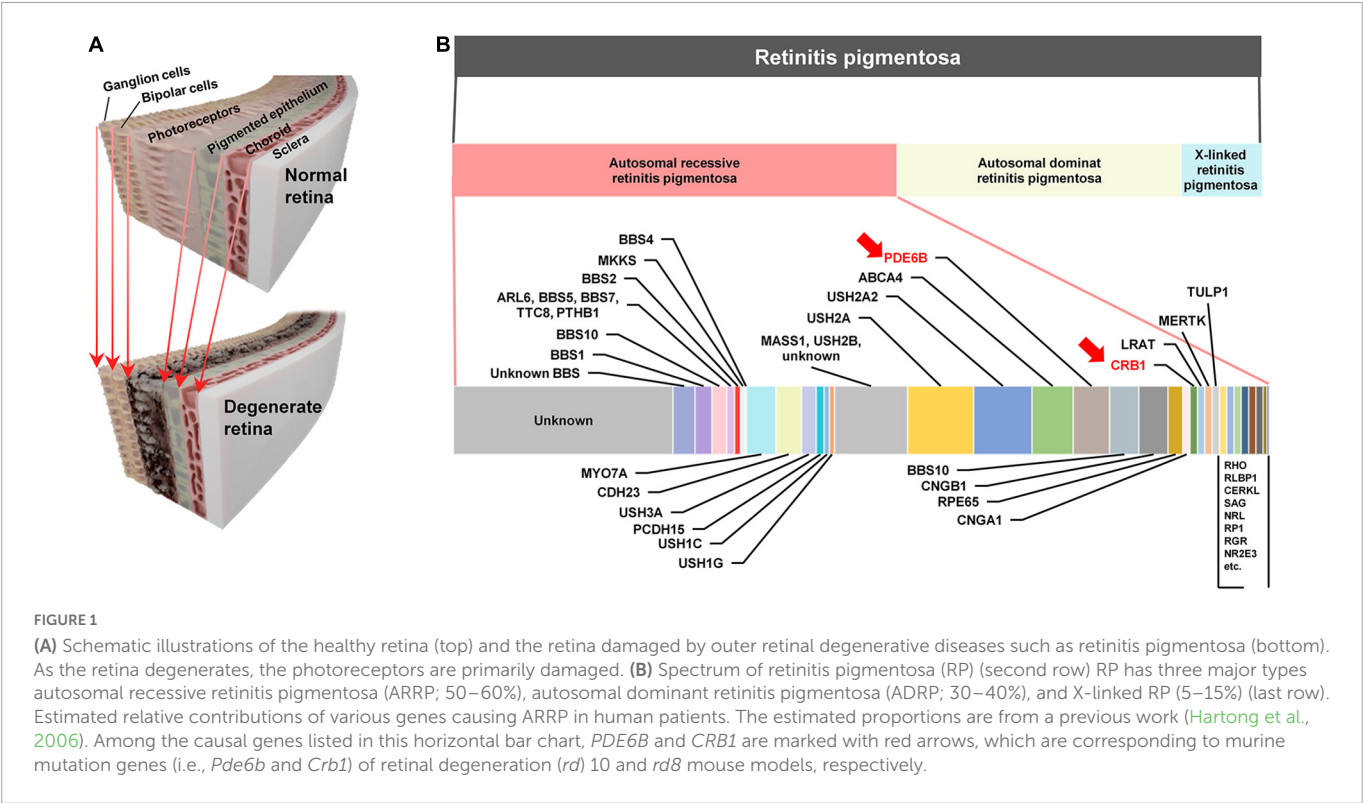 A
Ganglion cells
Bipolar cells
Photoreceptors
Pigmented epithelium
Choroid
Sclera
Normal
retina
Degenerate
retina
B
Retinitis pigmentosa
Autosomal recessive
retinitis pigmentosa
Autosomal dominat
retinitis pigmentosa
X-linked
retinitis
pigmentosa
BBS4
MKKS
BBS2
ARL6, BBS5, BBS7,
TTC8, PTHB1
BBS10
BBS1
Unknown BBS
PDE6B
ABCA4
USH2A2
USH2A
MASS1, USH2B,
unknown
TULP1
MERTK
LRAT
CRB1
Unknown
MYO7A
CDH23
USH3A
PCDH15
USH1C
USH1G
BBS10
CNGB1
RPE65
CNGA1
RHO
RLBP1
CERKL
SAG
NRL
RP1
RGR
NR2E3
etc.
FIGURE 1
(A) Schematic illustrations of the healthy retina (top) and the retina damaged by outer retinal degenerative diseases such as retinitis pigmentosa (bottom).
As the retina degenerates, the photoreceptors are primarily damaged. (B) Spectrum of retinitis pigmentosa (RP) (second row) RP has three major types
autosomal recessive retinitis pigmentosa (ARRP; 50–60%), autosomal dominant retinitis pigmentosa (ADRP; 30–40%), and X-linked RP (5–15%) (last row).
Estimated relative contributions of various genes causing ARRP in human patients. The estimated proportions are from a previous work (Hartong et al.,
2006). Among the causal genes listed in this horizontal bar chart, PDE6B and CRB1 are marked with red arrows, which are corresponding to murine
mutation genes (i.e., Pde6b and Crb1) of retinal degeneration (rd) 10 and rd8 mouse models, respectively.